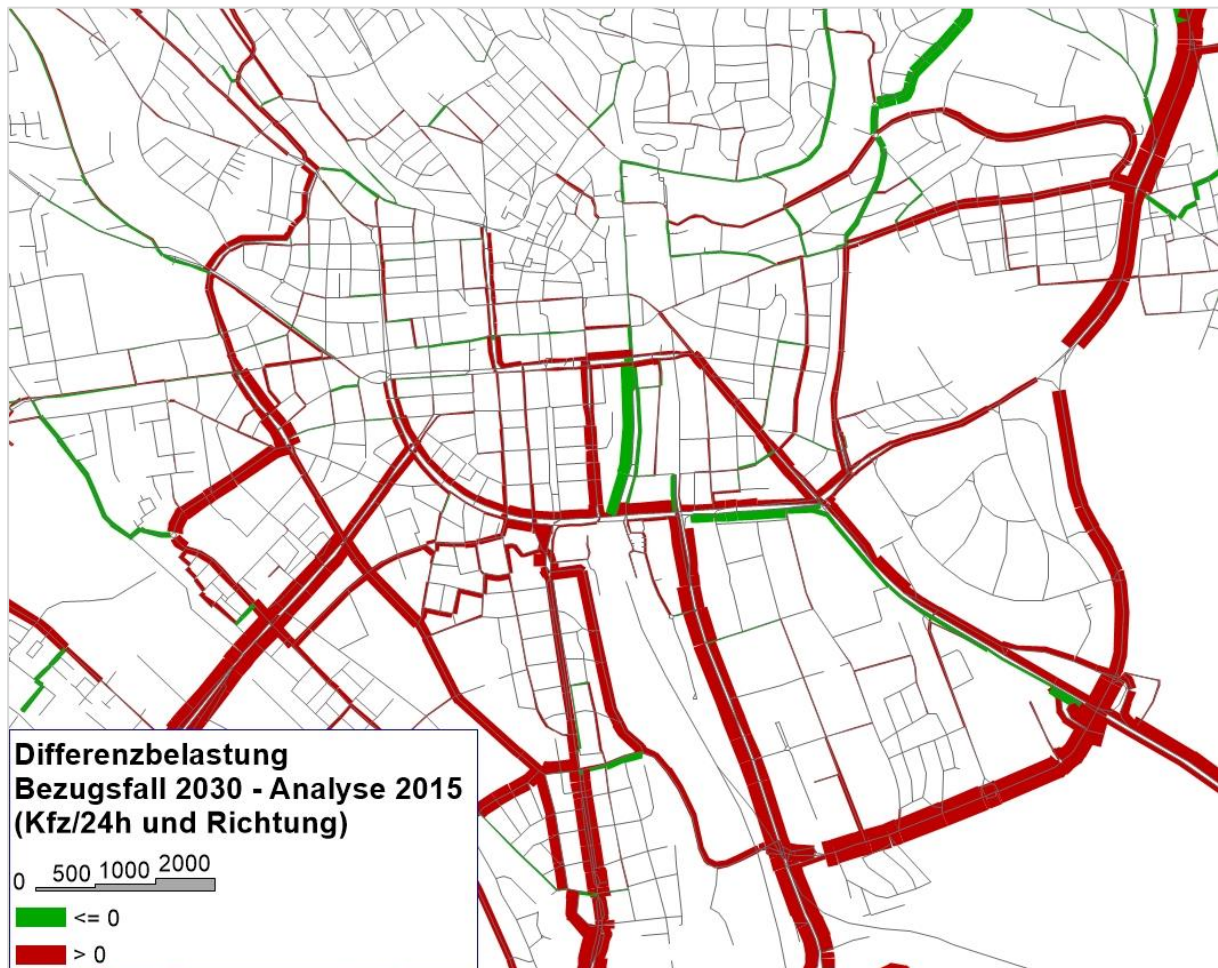 Differenzbelastung
Bezugsfall 2030 - Analyse 2015
(Kfz/24h und Richtung)
0 500 1000 2000
<= 0
> 0